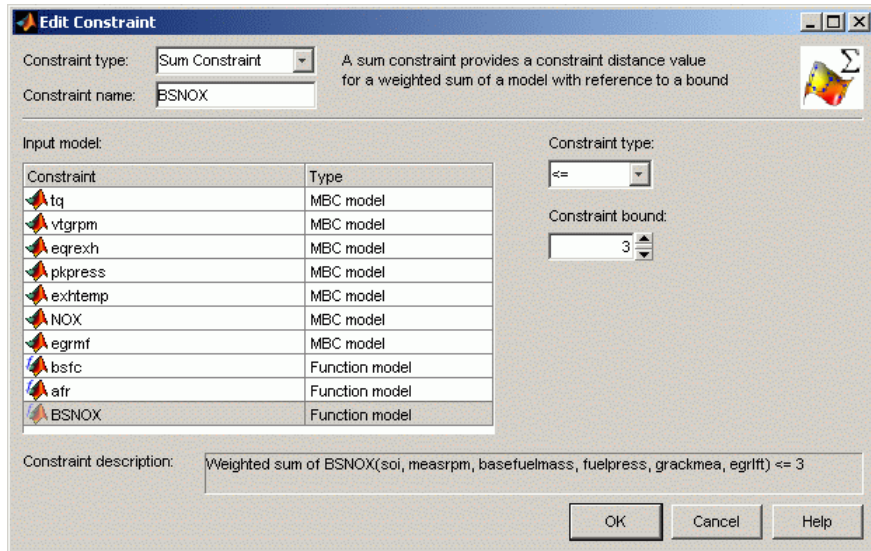 Edit Constraint
Constraint type: Sum Constraint
A sum constraint provides a constraint distance value
for a weighted sum of a model with reference to a bound
Σ
Constraint name: BSNOX
Input model:
Constraint Type
tq MBC model
vtgrpm MBC model
eqrexh MBC model
pkpress MBC model
exhtemp MBC model
NOX MBC model
egrmf MBC model
bsfc Function model
afr Function model
BSNOX Function model
Constraint type:
<=
Constraint bound:
3
Constraint description: Weighted sum of BSNOX(soi, measrpm, basefuelmass, fuelpress, grackmea, egrlft) <= 3
OK Cancel Help